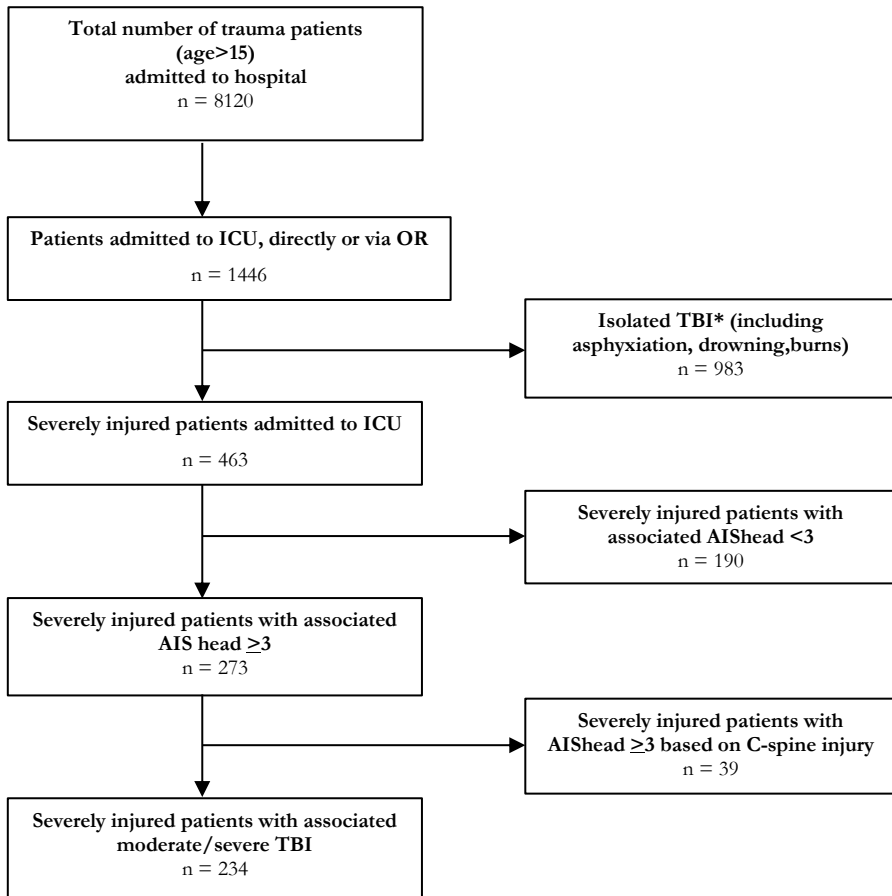 Total number of trauma patients
(age>15)
admitted to hospital
n = 8120
Patients admitted to ICU, directly or via OR
n = 1446
Isolated TBI* (including
asphyxiation, drowning,burns)
n = 983
Severely injured patients admitted to ICU
n = 463
Severely injured patients with
associated AIShead <3
n = 190
Severely injured patients with associated
AIS head ≥3
n = 273
Severely injured patients with
AIShead ≥3 based on C-spine injury
n = 39
Severely injured patients with associated
moderate/severe TBI
n = 234